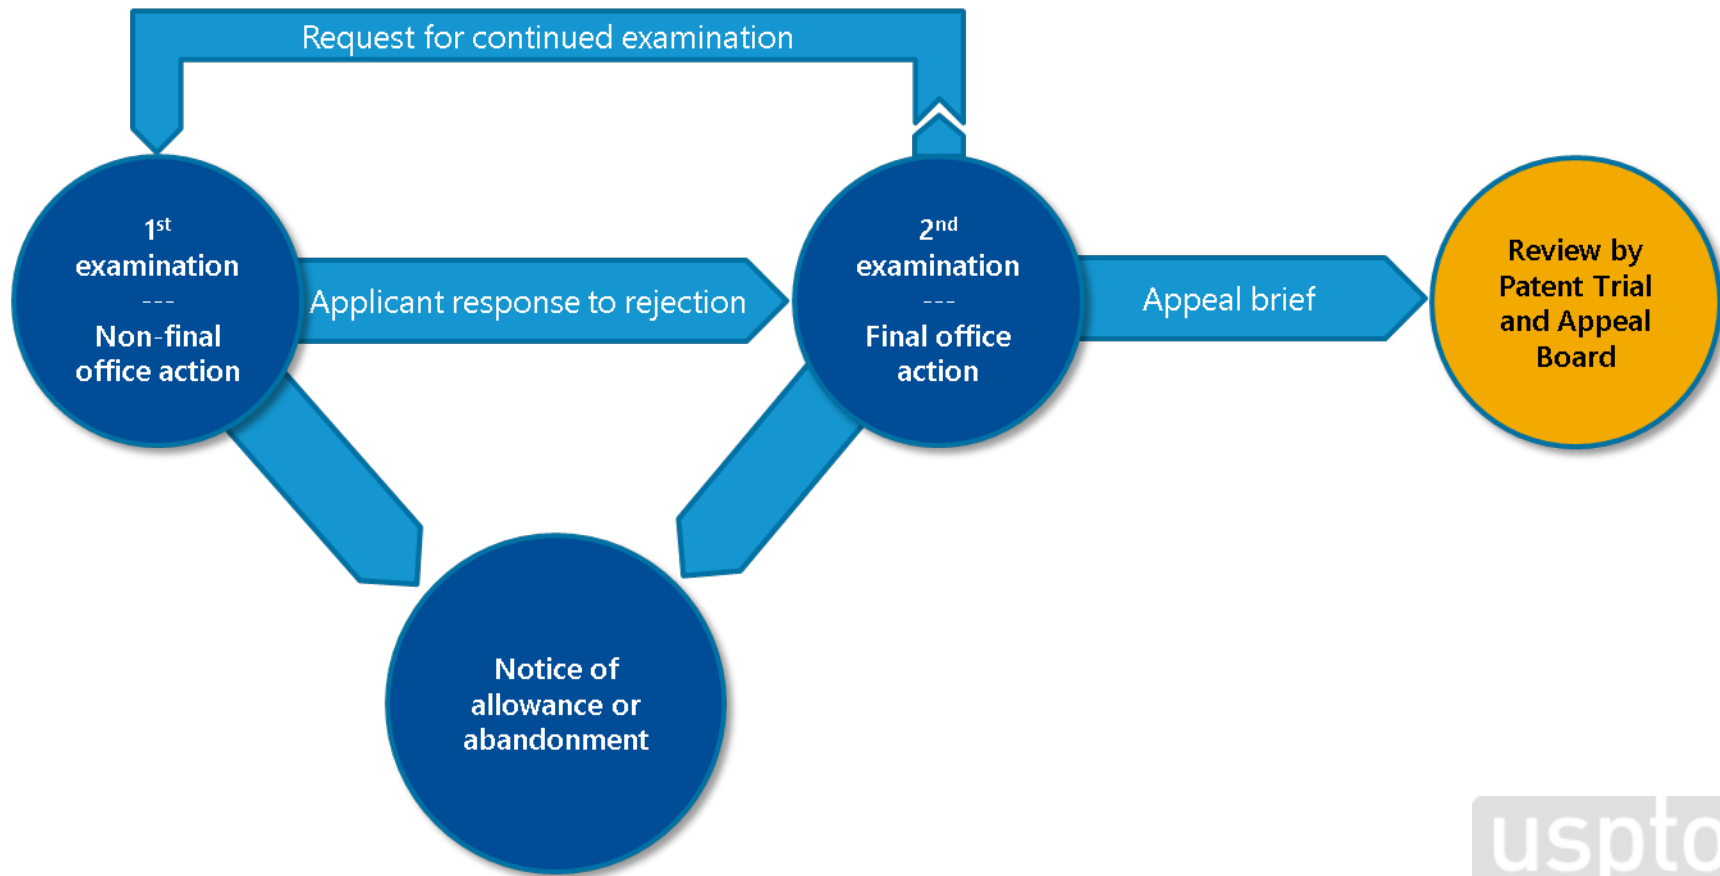 Request for continued examination
1st
examination
---
Non-final
office action
Applicant response to rejection
2nd
examination
---
Final office
action
Appeal brief
Review by
Patent Trial
and Appeal
Board
Notice of
allowance or
abandonment
uspto